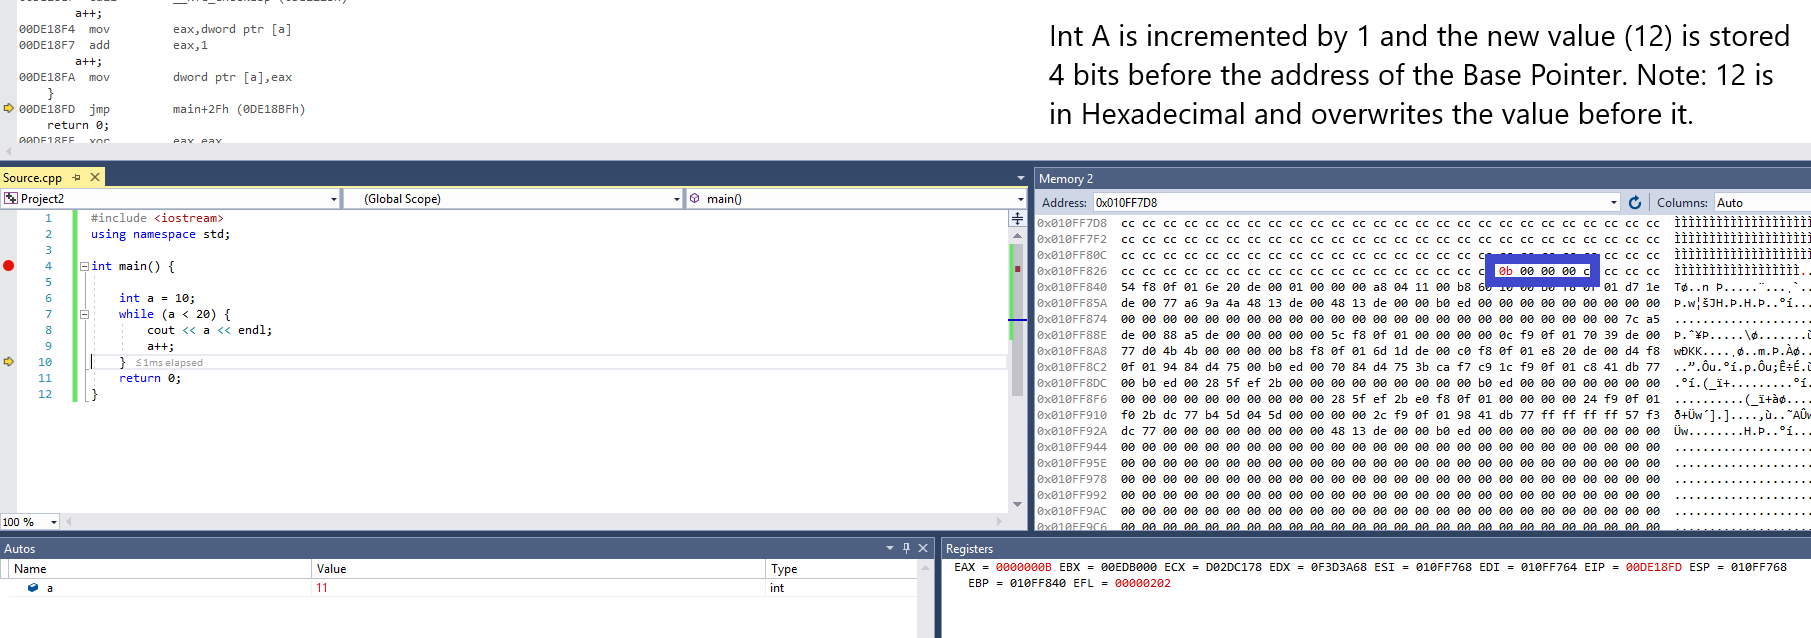 a++;
00DE18F4 mov eax,dword ptr [a]
00DE18F7 add eax,1
a++;
00DE18FA mov dword ptr [a],eax
}
00DE18FD jmp main+2Fh (0DE18BFh)
return 0;
00DE18FF xor eax,eax
Int A is incremented by 1 and the new value (12) is stored
4 bits before the address of the Base Pointer. Note: 12 is
in Hexadecimal and overwrites the value before it.
Source.cpp
Project2 (Global Scope) main()
1 #include <iostream>
2 using namespace std;
3
4 int main() {
5
6 int a = 10;
7 while (a < 20) {
8 cout << a << endl;
9 a++;
10 } ≤1ms elapsed
11 return 0;
12 }
100 %
Memory 2
Address: 0x010FF7D8 Columns: Auto
0x010FF7D8 cc cc cc cc cc cc cc cc cc cc cc cc cc cc cc cc cc cc cc cc cc cc cc cc cc cc
0x010FF7F2 cc cc cc cc cc cc cc cc cc cc cc cc cc cc cc cc cc cc cc cc cc cc cc cc cc cc
0x010FF80C cc cc cc cc cc cc cc cc cc cc cc cc cc cc cc cc cc cc
0x010FF826 cc cc cc cc cc cc cc cc cc cc cc cc cc cc cc cc cc c 0b 00 00 00 c cc cc cc
0x010FF840 54 f8 0f 01 6e 20 de 00 01 00 00 00 a8 04 11 00 b8 01 d7 1e
0x010FF85A de 00 77 a6 9a 4a 48 13 de 00 48 13 de 00 00 b0 ed 00 00 00 00 00 00 00 00 00
0x010FF874 00 00 00 00 00 00 00 00 00 00 00 00 00 00 00 00 00 00 00 00 00 00 00 00 7c a5
0x010FF88E de 00 88 a5 de 00 00 00 00 00 5c f8 0f 01 00 00 00 00 0c f9 0f 01 70 39 de 00
0x010FF8A8 77 d0 4b 4b 00 00 00 00 b8 f8 0f 01 6d 1d de 00 c0 f8 0f 01 e8 20 de 00 d4 f8
0x010FF8C2 0f 01 94 84 d4 75 00 b0 ed 00 70 84 d4 75 3b ca f7 c9 1c f9 0f 01 c8 41 db 77
0x010FF8DC 00 b0 ed 00 28 5f ef 2b 00 00 00 00 00 00 00 00 00 b0 ed 00 00 00 00 00 00 00
0x010FF8F6 00 00 00 00 00 00 00 00 00 00 28 5f ef 2b e0 f8 0f 01 00 00 00 00 24 f9 0f 01
0x010FF910 f0 2b dc 77 b4 5d 04 5d 00 00 00 00 2c f9 0f 01 98 41 db 77 ff ff ff ff 57 f3
0x010FF92A dc 77 00 00 00 00 00 00 00 00 48 13 de 00 00 b0 ed 00 00 00 00 00 00 00 00 00
0x010FF944 00 00 00 00 00 00 00 00 00 00 00 00 00 00 00 00 00 00 00 00 00 00 00 00 00 00
0x010FF95E 00 00 00 00 00 00 00 00 00 00 00 00 00 00 00 00 00 00 00 00 00 00 00 00 00 00
0x010FF978 00 00 00 00 00 00 00 00 00 00 00 00 00 00 00 00 00 00 00 00 00 00 00 00 00 00
0x010FF992 00 00 00 00 00 00 00 00 00 00 00 00 00 00 00 00 00 00 00 00 00 00 00 00 00 00
0x010FF9AC 00 00 00 00 00 00 00 00 00 00 00 00 00 00 00 00 00 00 00 00 00 00 00 00 00 00
0x010FF9C6 00 00 00 00 00 00 00 00 00 00 00 00 00 00 00 00 00 00 00 00 00 00 00 00 00 00
Autos
Name Value Type
a 11 int
Registers
EAX = 0000000B EBX = 00EDB000 ECX = D02DC178 EDX = 0F3D3A68 ESI = 010FF768 EDI = 010FF764 EIP = 00DE18FD ESP = 010FF768
EBP = 010FF840 EFL = 00000202